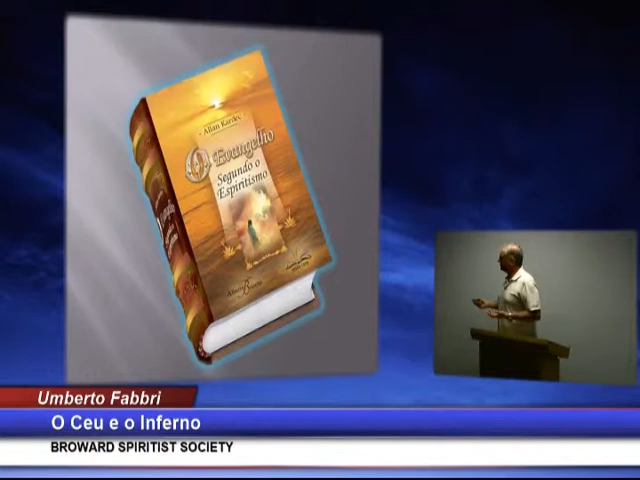 Allan Kardec
O Evangelho
Segundo o
Espiritismo
Umberto Fabbri
O Ceu e o Inferno
BROWARD SPIRITIST SOCIETY